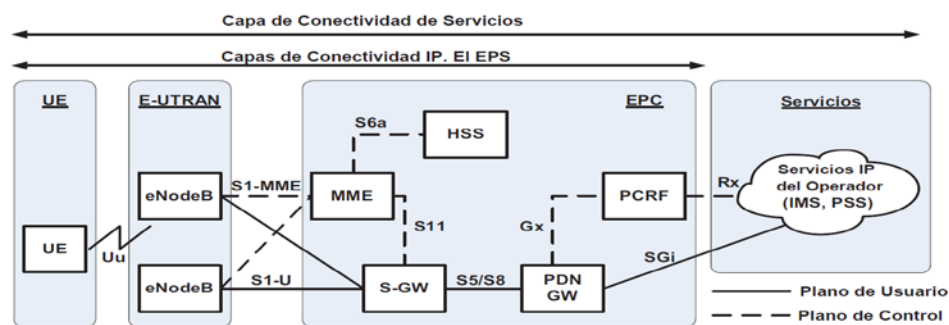 Capa de Conectividad de Servicios
Capas de Conectividad IP. El EPS
UE
E-UTRAN
EPC
Servicios
S6a
HSS
eNodeB
S1-MME
MME
PCRF
Rx
Servicios IP
del Operador
(IMS, PSS)
UE
Uu
S11
Gx
SGi
eNodeB
S1-U
S-GW
S5/S8
PDN
GW
Plano de Usuario
Plano de Control